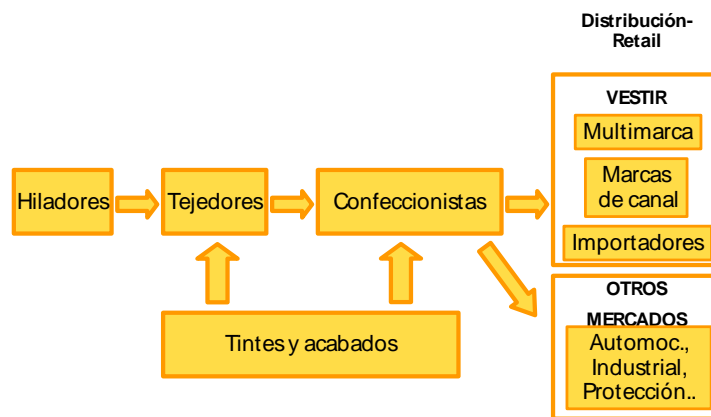 Distribución-
Retail
VESTIR
Multimarca
Marcas
de canal
Importadores
Hiladores
Tejedores
Confeccionistas
Tintes y acabados
OTROS
MERCADOS
Automoc.,
Industrial,
Protección..